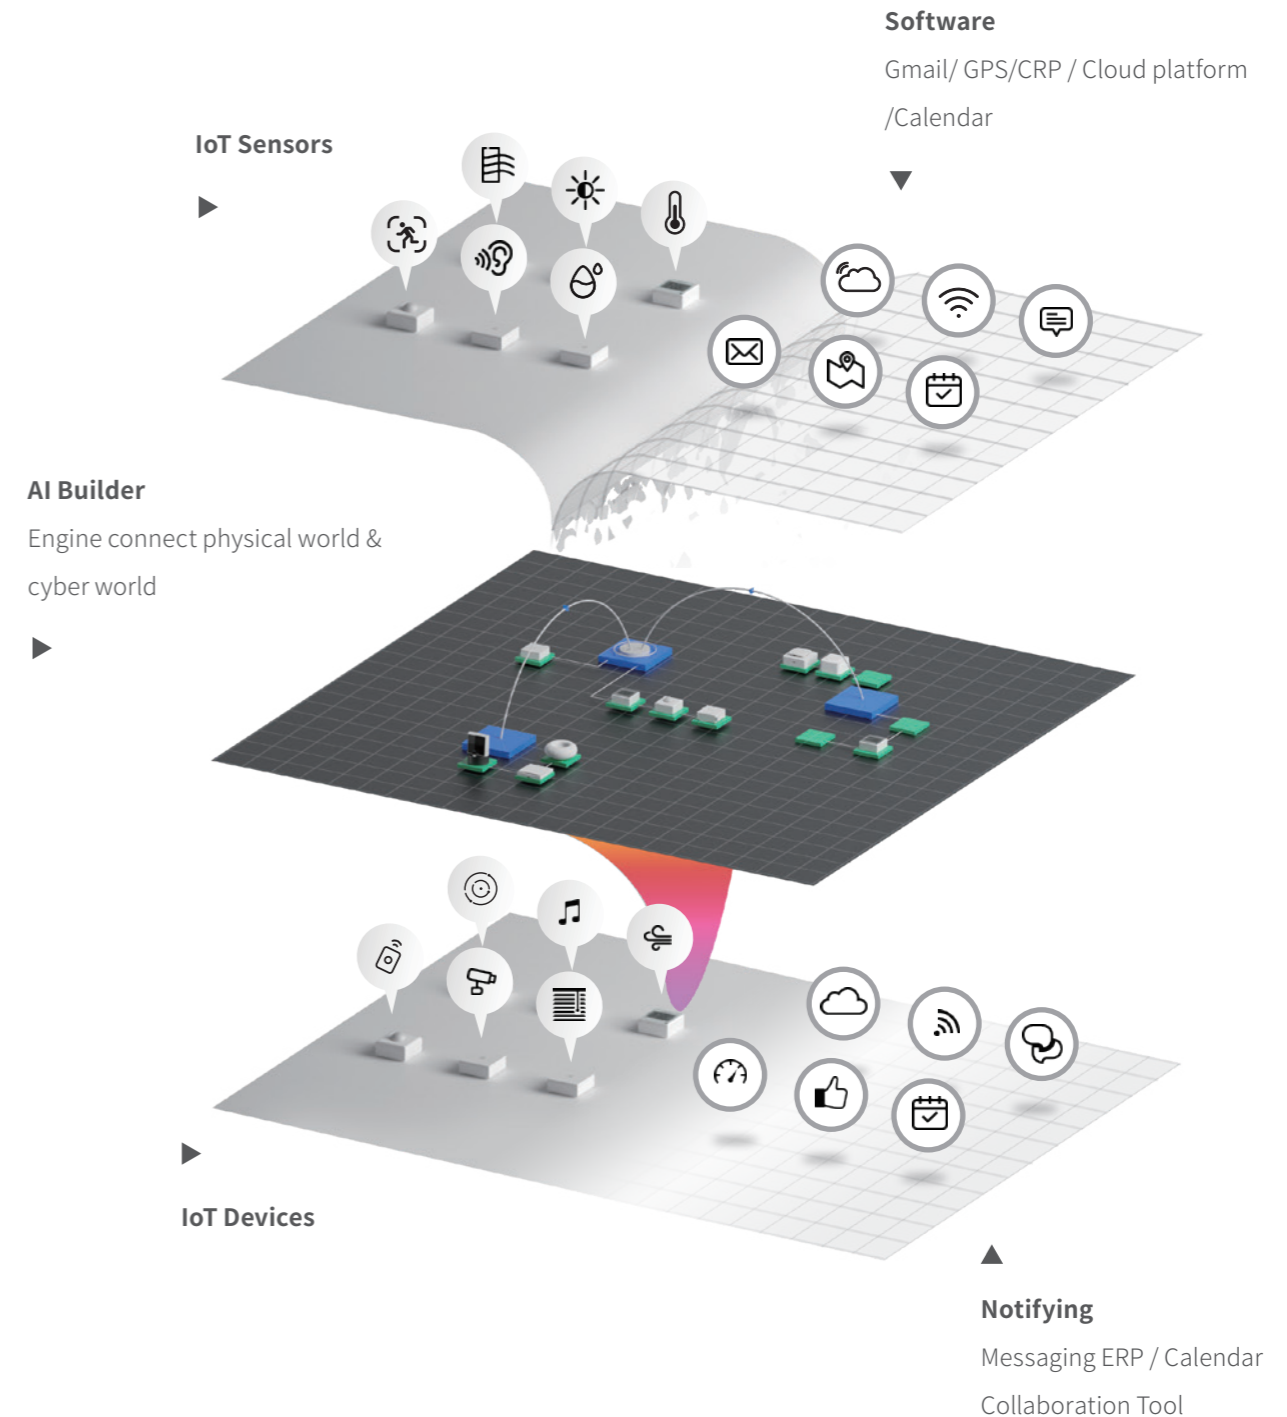 Software
Gmail/ GPS/CRP / Cloud platform
/Calendar
IoT Sensors
AI Builder
Engine connect physical world &
cyber world
IoT Devices
Notifying
Messaging ERP / Calendar
Collaboration Tool